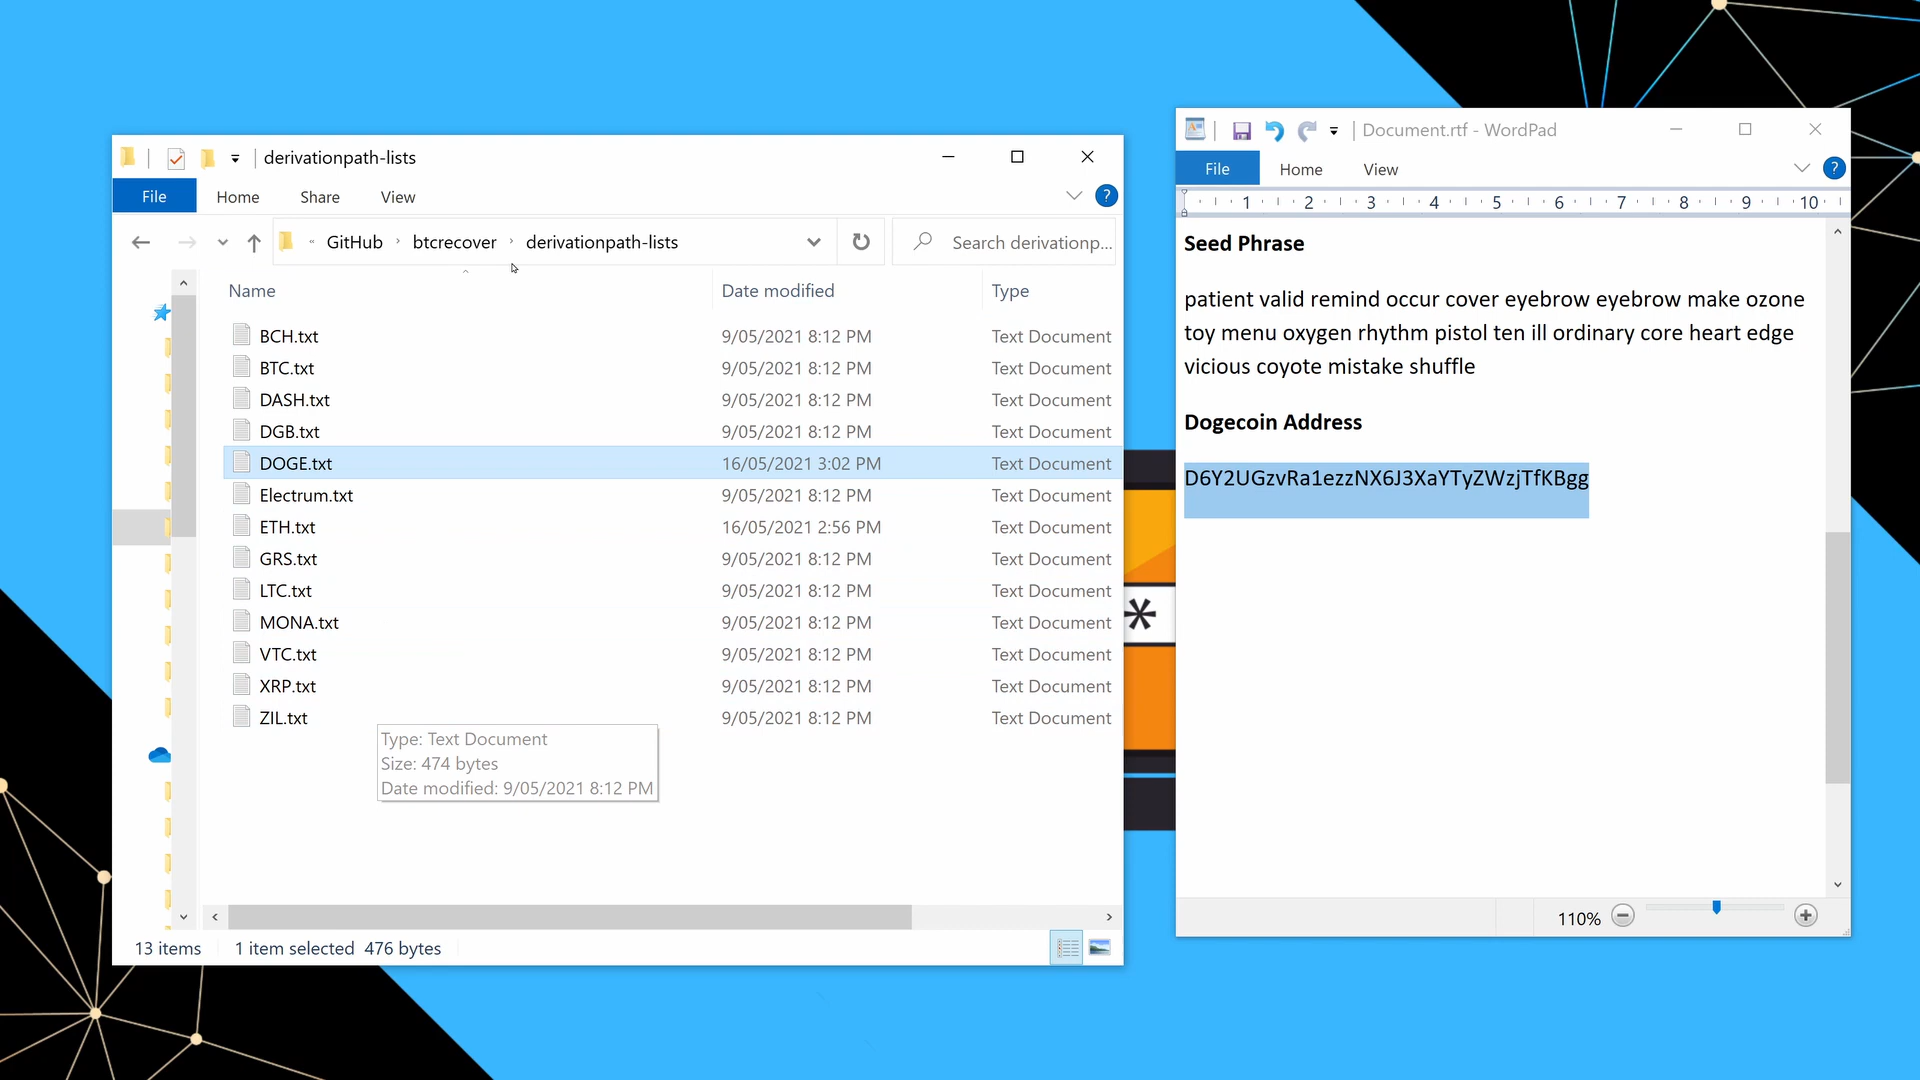 derivationpath-lists
File Home Share View
« GitHub › btcrecover › derivationpath-lists
Search derivationp...
Name Date modified Type
BCH.txt 9/05/2021 8:12 PM Text Document
BTC.txt 9/05/2021 8:12 PM Text Document
DASH.txt 9/05/2021 8:12 PM Text Document
DGB.txt 9/05/2021 8:12 PM Text Document
DOGE.txt 16/05/2021 3:02 PM Text Document
Electrum.txt 9/05/2021 8:12 PM Text Document
ETH.txt 16/05/2021 2:56 PM Text Document
GRS.txt 9/05/2021 8:12 PM Text Document
LTC.txt 9/05/2021 8:12 PM Text Document
MONA.txt 9/05/2021 8:12 PM Text Document
VTC.txt 9/05/2021 8:12 PM Text Document
XRP.txt 9/05/2021 8:12 PM Text Document
ZIL.txt 9/05/2021 8:12 PM Text Document
Type: Text Document
Size: 474 bytes
Date modified: 9/05/2021 8:12 PM
13 items 1 item selected 476 bytes
*
Document.rtf - WordPad
File Home View
1 2 3 4 5 6 7 8 9 10
Seed Phrase
patient valid remind occur cover eyebrow eyebrow make ozone
toy menu oxygen rhythm pistol ten ill ordinary core heart edge
vicious coyote mistake shuffle
Dogecoin Address
D6Y2UGzvRa1ezzNX6J3XaYTyZWzjTfKBgg
110%